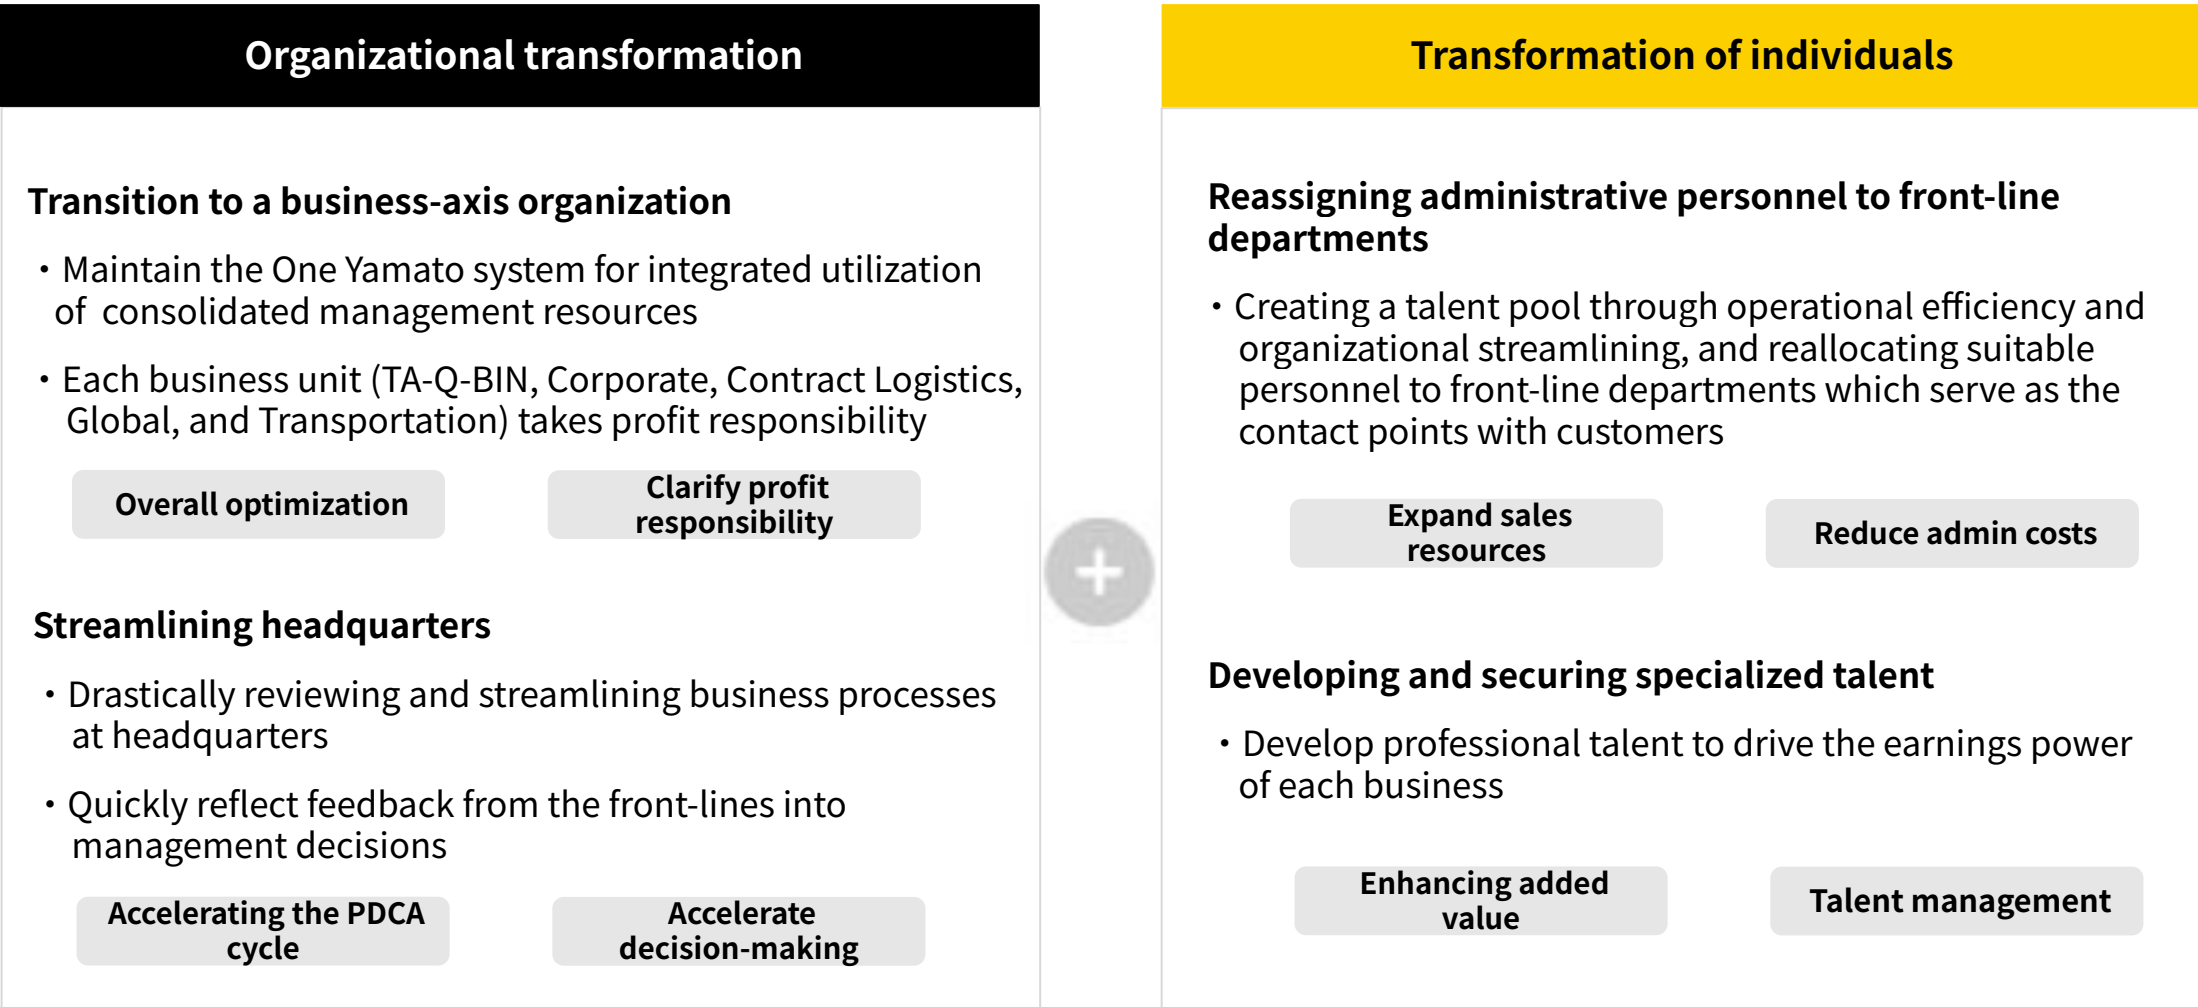 Organizational transformation
Transition to a business-axis organization
・Maintain the One Yamato system for integrated utilization
of consolidated management resources
・Each business unit (TA-Q-BIN, Corporate, Contract Logistics,
Global, and Transportation) takes profit responsibility
Overall optimization
Clarify profit
responsibility
Streamlining headquarters
・Drastically reviewing and streamlining business processes
at headquarters
・Quickly reflect feedback from the front-lines into
management decisions
Accelerating the PDCA
cycle
Accelerate
decision-making
+
Transformation of individuals
Reassigning administrative personnel to front-line
departments
・Creating a talent pool through operational efficiency and
organizational streamlining, and reallocating suitable
personnel to front-line departments which serve as the
contact points with customers
Expand sales
resources
Reduce admin costs
Developing and securing specialized talent
・Develop professional talent to drive the earnings power
of each business
Enhancing added
value
Talent management